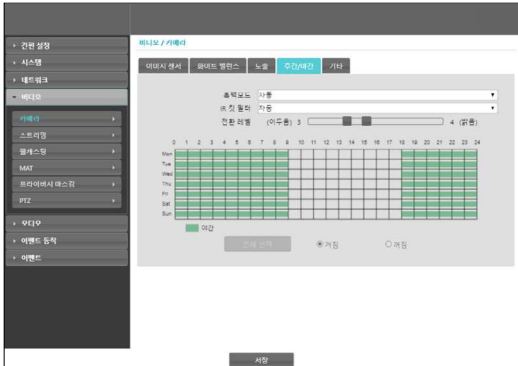 비디오 / 카메라
간편 설정
시스템
네트워크
비디오
카메라
스트리밍
웹캐스팅
MAT
프라이버시 마스킹
PTZ
오디오
이벤트 동작
이벤트
이미지 센서 화이트 밸런스 노출 주간/야간 기타
흑백모드 자동
IR 컷 필터 자동
전환 레벨 (어두움) 3 4 (밝음)
0 1 2 3 4 5 6 7 8 9 10 11 12 13 14 15 16 17 18 19 20 21 22 23 24
Mon
Tue
Wed
Thu
Fri
Sat
Sun
야간
전체 선택 켜짐 꺼짐
저장